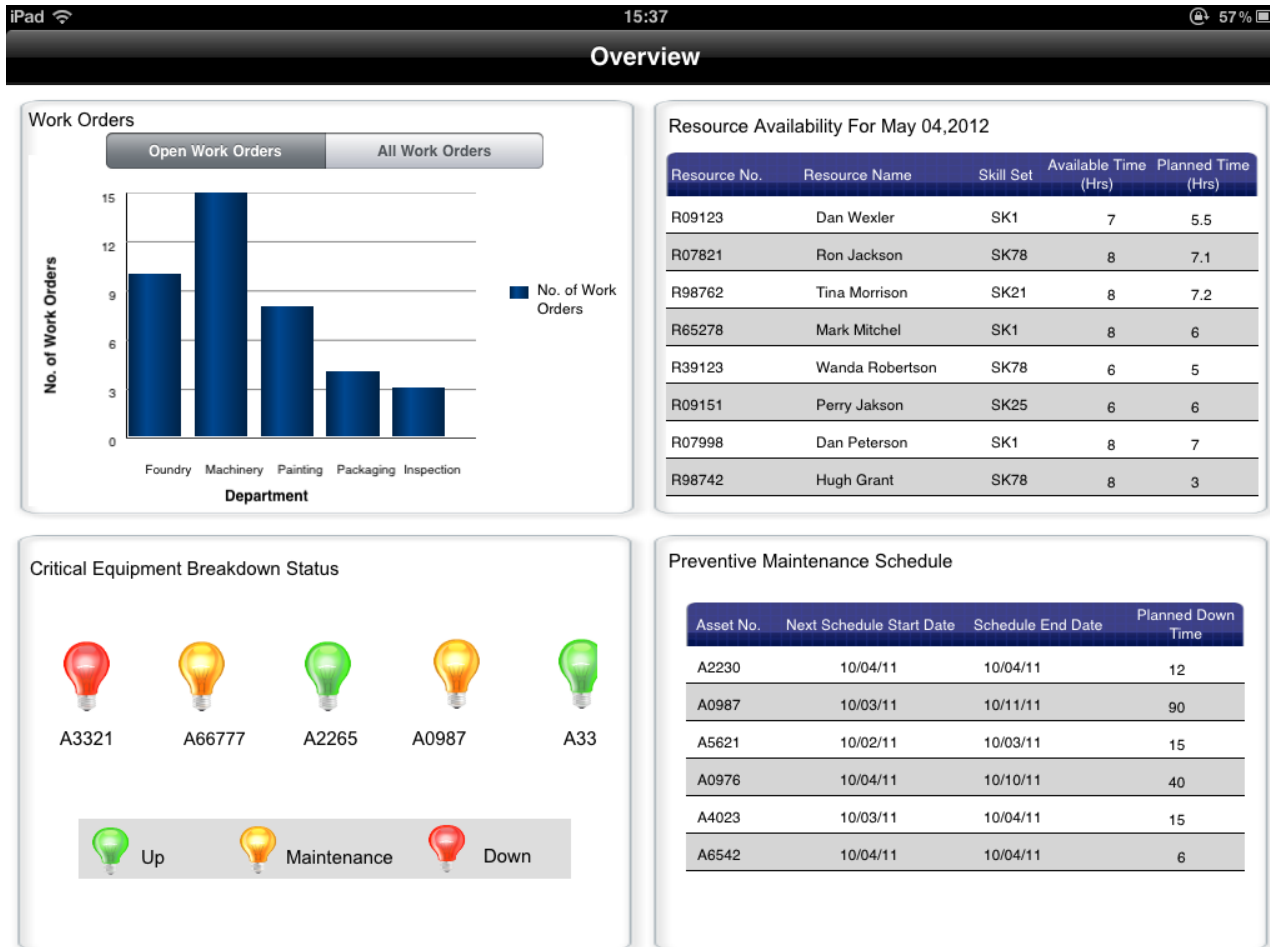 iPad 15:37 57%
Overview
Work Orders
Open Work Orders All Work Orders
No. of Work Orders
15
12
9
6
3
0
No. of Work
Orders
Foundry Machinery Painting Packaging Inspection
Department
Resource Availability For May 04,2012
Resource No. Resource Name Skill Set Available Time (Hrs) Planned Time (Hrs)
R09123 Dan Wexler SK1 7 5.5
R07821 Ron Jackson SK78 8 7.1
R98762 Tina Morrison SK21 8 7.2
R65278 Mark Mitchel SK1 8 6
R39123 Wanda Robertson SK78 6 5
R09151 Perry Jakson SK25 6 6
R07998 Dan Peterson SK1 8 7
R98742 Hugh Grant SK78 8 3
Critical Equipment Breakdown Status
A3321 A66777 A2265 A0987 A33
Up Maintenance Down
Preventive Maintenance Schedule
Asset No. Next Schedule Start Date Schedule End Date Planned Down Time
A2230 10/04/11 10/04/11 12
A0987 10/03/11 10/11/11 90
A5621 10/02/11 10/03/11 15
A0976 10/04/11 10/10/11 40
A4023 10/03/11 10/04/11 15
A6542 10/04/11 10/04/11 6